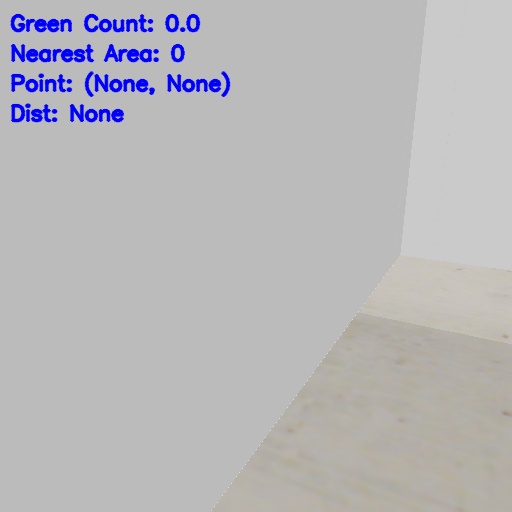 Green Count: 0.0
Nearest Area: 0
Point: (None, None)
Dist: None